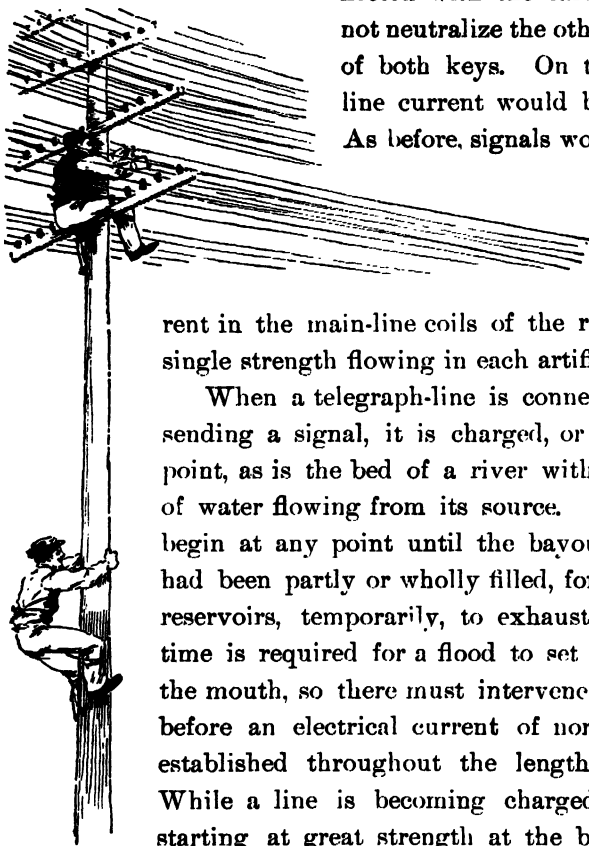 not neutralize the oth
of both keys. On t
line current would b
As before, signals wo
rent in the main-line coils of the r
single strength flowing in each artif
When a telegraph-line is conne
sending a signal, it is charged, or
point, as is the bed of a river with
of water flowing from its source.
begin at any point until the bayou
had been partly or wholly filled, for
reservoirs, temporarily, to exhaust
time is required for a flood to set
the mouth, so there must intervene
before an electrical current of nor
established throughout the length
While a line is becoming charged
starting at great strength at the b